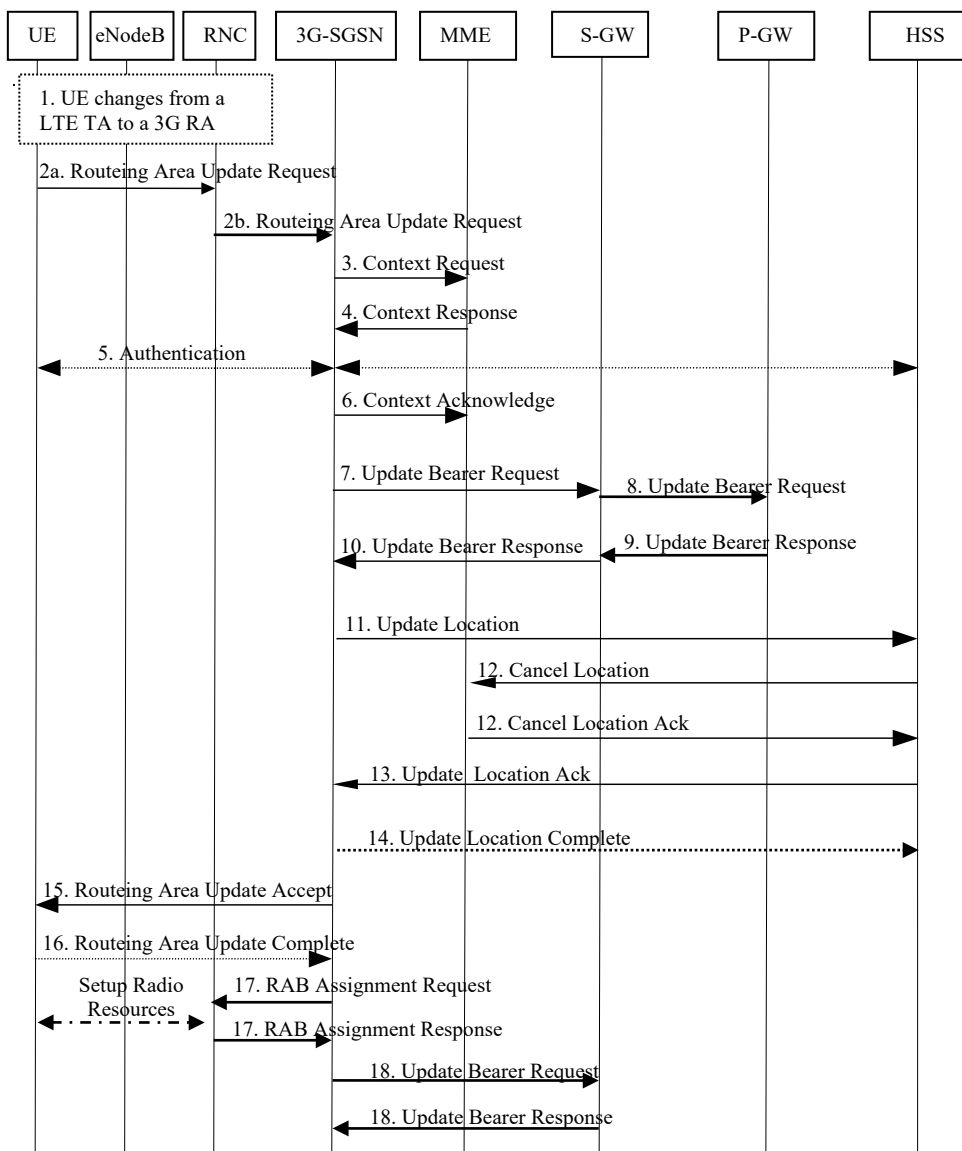 UE eNodeB RNC 3G-SGSN MME S-GW P-GW HSS
1. UE changes from a
LTE TA to a 3G RA
2a. Routeing Area Update Request
2b. Routeing Area Update Request
3. Context Request
4. Context Response
5. Authentication
6. Context Acknowledge
7. Update Bearer Request
8. Update Bearer Request
10. Update Bearer Response
9. Update Bearer Response
11. Update Location
12. Cancel Location
12. Cancel Location Ack
13. Update Location Ack
14. Update Location Complete
15. Routeing Area Update Accept
16. Routeing Area Update Complete
Setup Radio
Resources
17. RAB Assignment Request
17. RAB Assignment Response
18. Update Bearer Request
18. Update Bearer Response